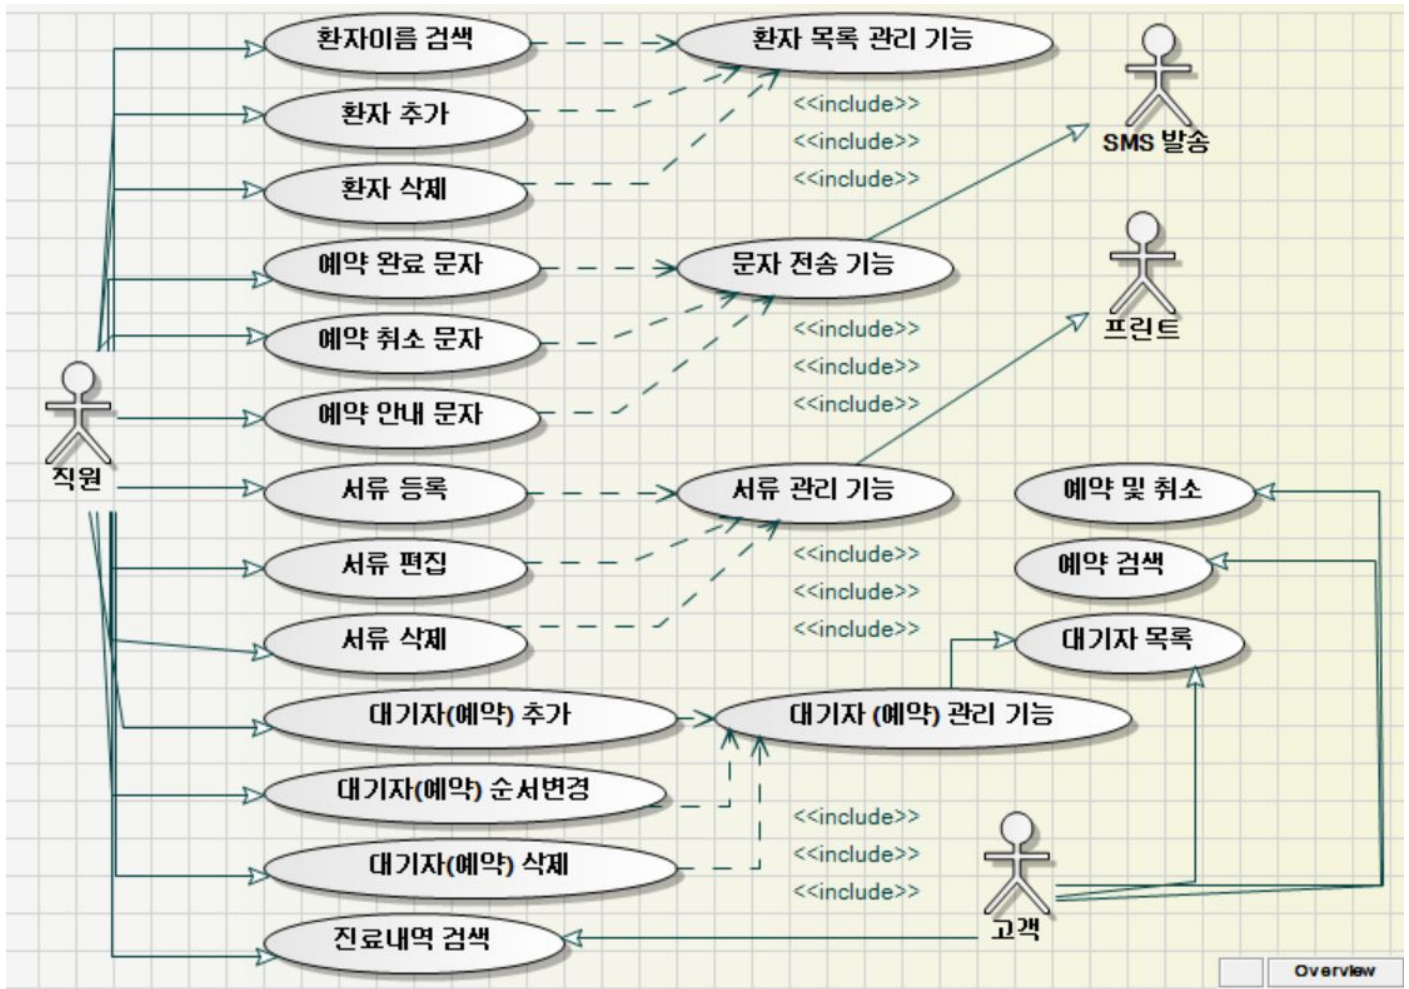 환자이름 검색
환자 목록 관리 기능
환자 추가
<<include>>
<<include>>
SMS 발송
환자 삭제
<<include>>
예약 완료 문자
문자 전송 기능
프린트
예약 취소 문자
<<include>>
<<include>>
예약 안내 문자
<<include>>
직원
서류 등록
서류 관리 기능
예약 및 취소
서류 편집
<<include>>
예약 검색
<<include>>
서류 삭제
<<include>>
대기자 목록
대기자(예약) 추가
대기자 (예약) 관리 기능
대기자(예약) 순서변경
<<include>>
대기자(예약) 삭제
<<include>>
<<include>>
고객
진료내역 검색
Overview